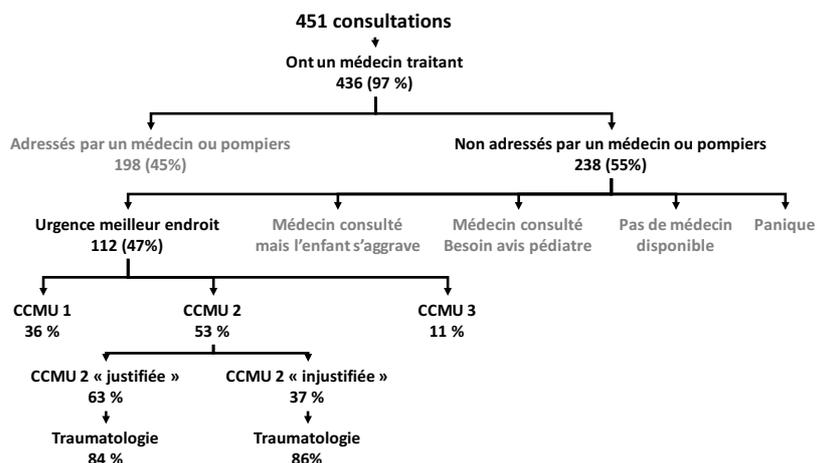 451 consultations
Ont un médecin traitant
436 (97 %)
Adressés par un médecin ou pompiers
198 (45%)
Non adressés par un médecin ou pompiers
238 (55%)
Urgence meilleur endroit
112 (47%)
Médecin consulté
mais l'enfant s'aggrave
Médecin consulté
Besoin avis pédiatre
Pas de médecin
disponible
Panique
CCMU 1
36 %
CCMU 2
53 %
CCMU 3
11 %
CCMU 2 « justifiée »
63 %
CCMU 2 « injustifiée »
37 %
Traumatologie
84 %
Traumatologie
86%